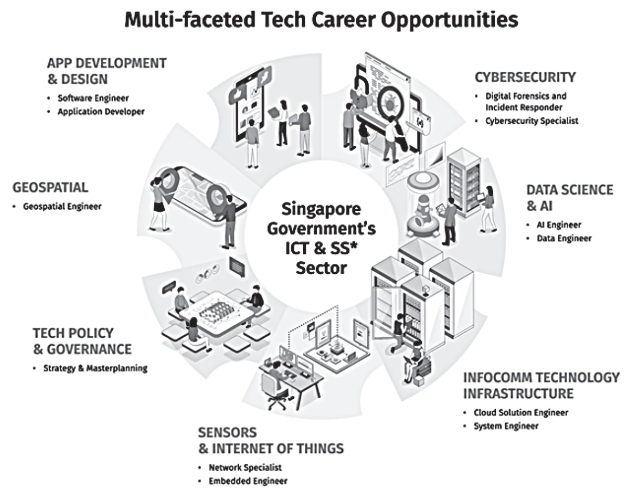 Multi-faceted Tech Career Opportunities
APP DEVELOPMENT
& DESIGN
• Software Engineer
• Application Developer
CYBERSECURITY
• Digital Forensics and
Incident Responder
• Cybersecurity Specialist
GEOSPATIAL
• Geospatial Engineer
Singapore
Government's
ICT & SS*
Sector
DATA SCIENCE
& AI
• AI Engineer
• Data Engineer
TECH POLICY
& GOVERNANCE
• Strategy & Masterplanning
INFOCOMM TECHNOLOGY
INFRASTRUCTURE
• Cloud Solution Engineer
• System Engineer
SENSORS
& INTERNET OF THINGS
• Network Specialist
• Embedded Engineer